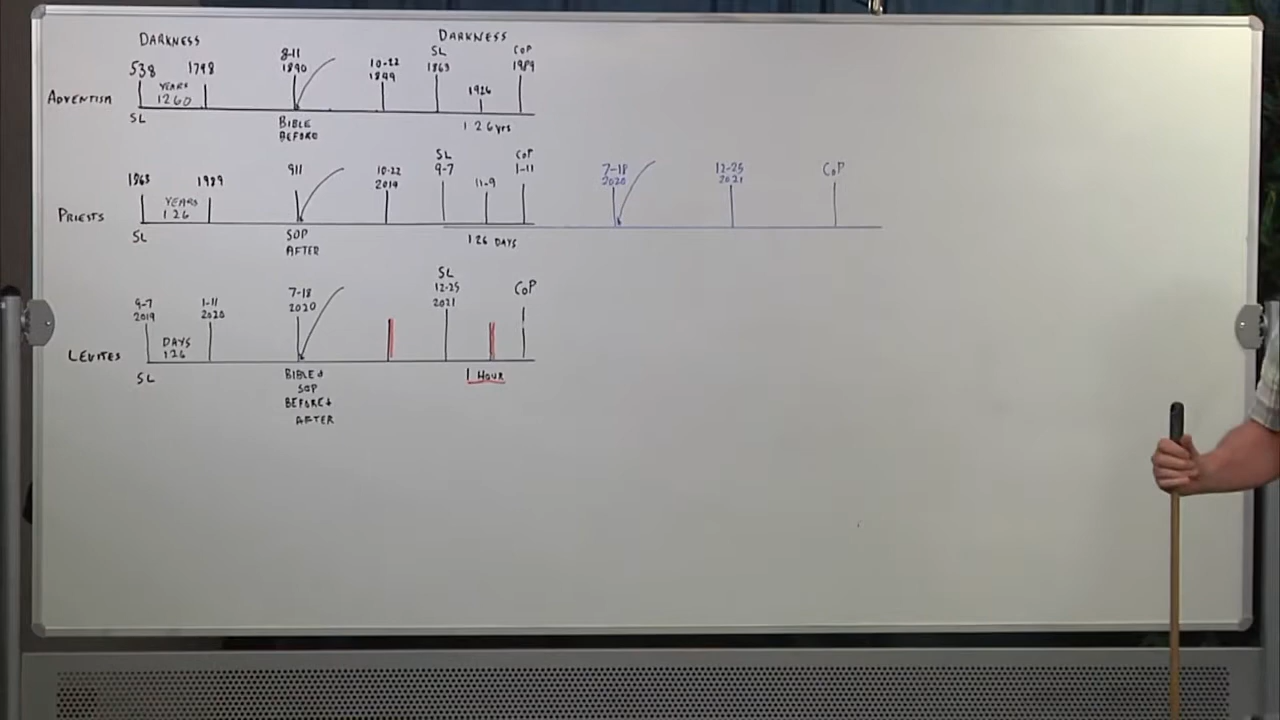 DARKNESS DARKNESS
538 1798 8-11 1840 10-22 1844 SL 1863 1926 CoP 1989
ADVENTISM YEARS 1260
SL BIBLE BEFORE 126 yrs
1863 1989 911 10-22 2019 SL 9-7 11-9 CoP 1-11 7-18 2020 12-25 2021 CoP
PRIESTS YEARS 126
SL SOP AFTER 126 DAYS
9-7 2019 1-11 2020 7-18 2020 SL 12-25 2021 CoP
LEVITES DAYS 126
SL BIBLE & SOP BEFORE & AFTER 1 HOUR